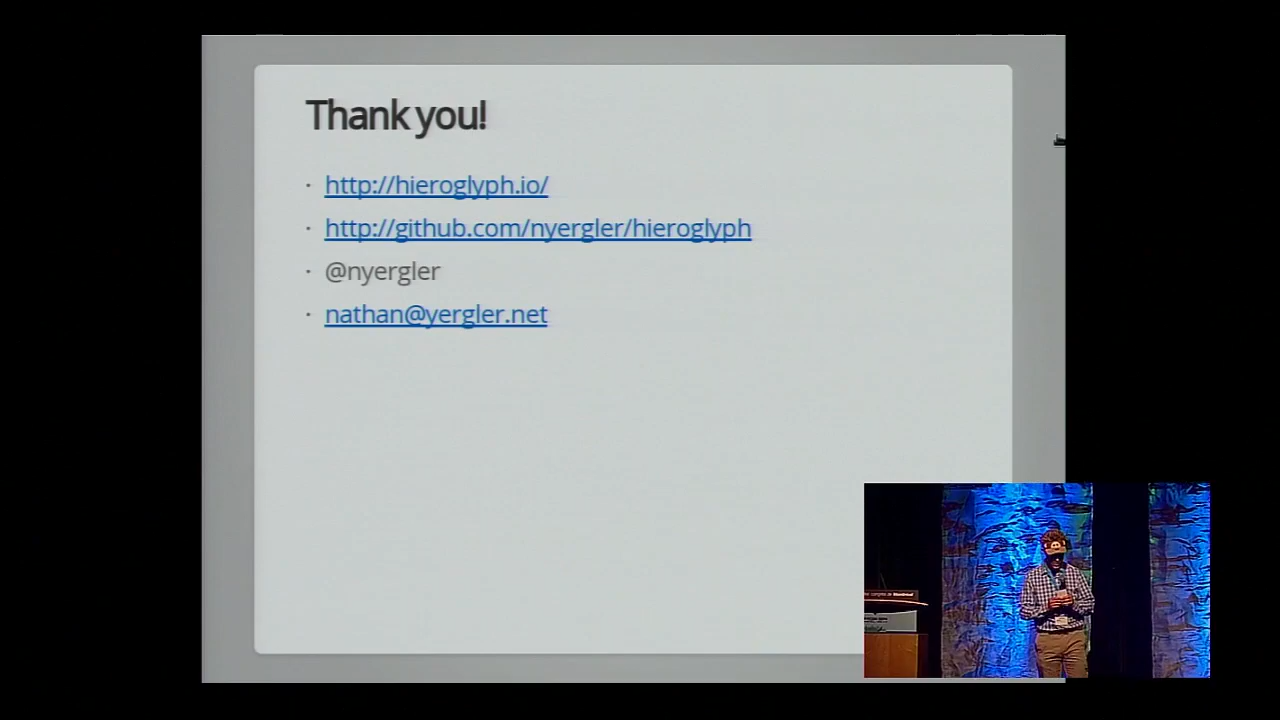 Thank you!
http://hieroglyph.io/
http://github.com/nyergler/hieroglyph
@nyergler
nathan@yergler.net